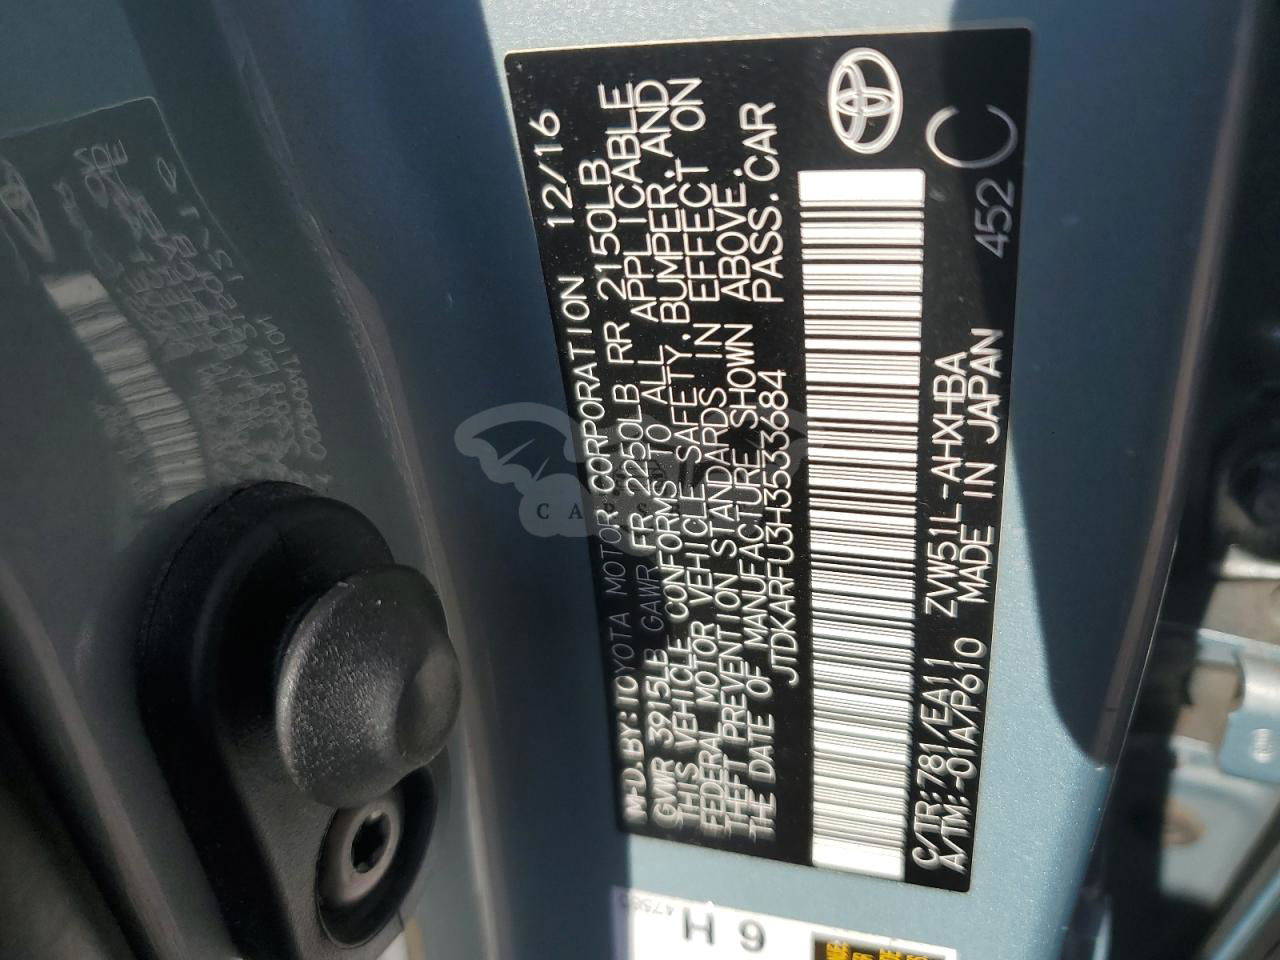 M-D.BY:TOYOTA MOTOR CORPORATION 12/16
GVWR 3915LB GAWR FR 2250LB RR 2150LB
THIS VEHICLE CONFORMS TO ALL APPLICABLE
FEDERAL MOTOR VEHICLE SAFETY,BUMPER,AND
THEFT PREVENTION STANDARDS IN EFFECT ON
THE DATE OF MANUFACTURE SHOWN ABOVE.
JTDKARFU3H3533684 PASS.CAR
C/TR:781/EA11 ZVW51L-AHXHBA 452
A/TM:-01A/P610 MADE IN JAPAN
C
H 9